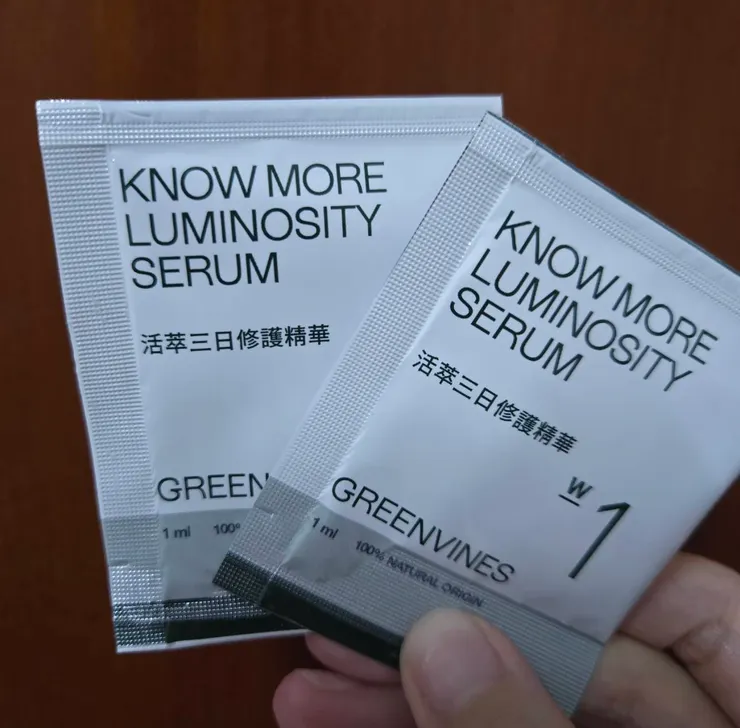 KNOW MORE
LUMINOSITY
SERUM
活萃三日修護精華
GREEN
1 ml 100%
KNOW MORE
LUMINOSITY
SERUM
活萃三日修護精華
W 1
GREENVINES
1 ml 100% NATURAL ORIGIN